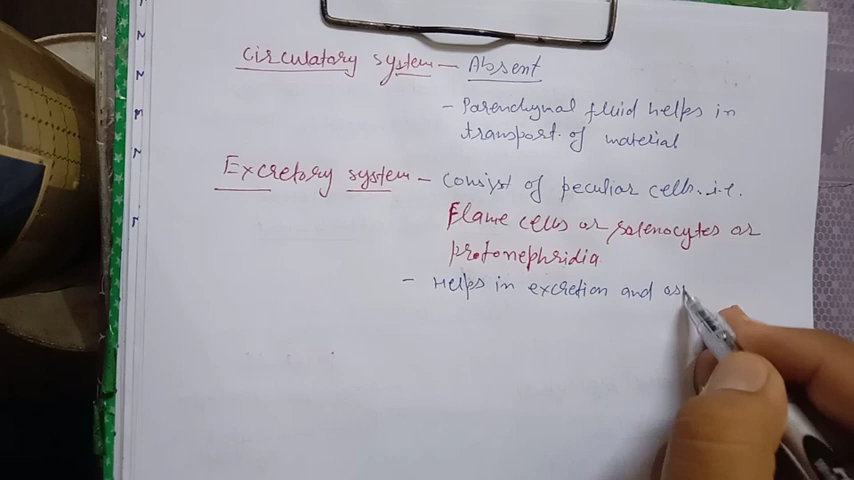 circulatory system - Absent
- Parenchymal fluid helps in
transport of material
Excretory system - consist of peculiar cells. i.e.
Flame cells or solenocytes or
protonephridia
- Helps in excretion and os